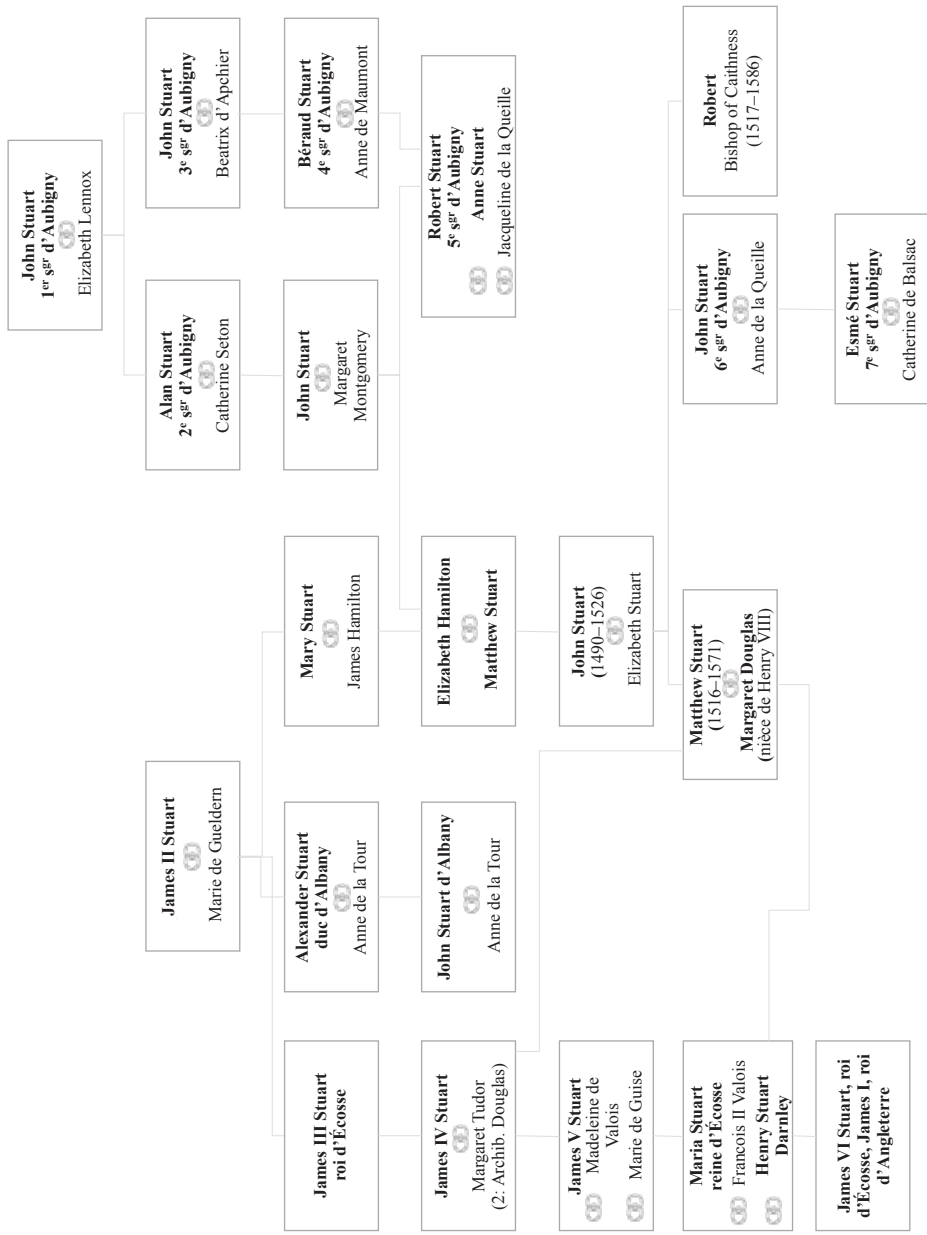 John Stuart
1er sgr d’Aubigny
Elizabeth Lennox
James II Stuart
Marie de Gueldern
Alan Stuart
2e sgr d’Aubigny
Catherine Seton
John Stuart
3e sgr d’Aubigny
Beatrix d’Apchier
James III Stuart
roi d’Écosse
Alexander Stuart
duc d’Albany
Anne de la Tour
Mary Stuart
James Hamilton
John Stuart
Margaret
Montgomery
Béraud Stuart
4e sgr d’Aubigny
Anne de Maumont
James IV Stuart
Margaret Tudor
(2: Archib. Douglas)
John Stuart d’Albany
Anne de la Tour
Elizabeth Hamilton
Matthew Stuart
Robert Stuart
5e sgr d’Aubigny
Anne Stuart
Jacqueline de la Queille
James V Stuart
Madeleine de
Valois
Marie de Guise
John Stuart
(1490–1526)
Elizabeth Stuart
Maria Stuart
reine d’Écosse
Francois II Valois
Henry Stuart
Darnley
Matthew Stuart
(1516–1571)
Margaret Douglas
(nièce de Henry VIII)
John Stuart
6e sgr d’Aubigny
Anne de la Queille
Robert
Bishop of Caithness
(1517–1586)
James VI Stuart, roi
d’Écosse, James I, roi
d’Angleterre
Esmé Stuart
7e sgr d’Aubigny
Catherine de Balsac